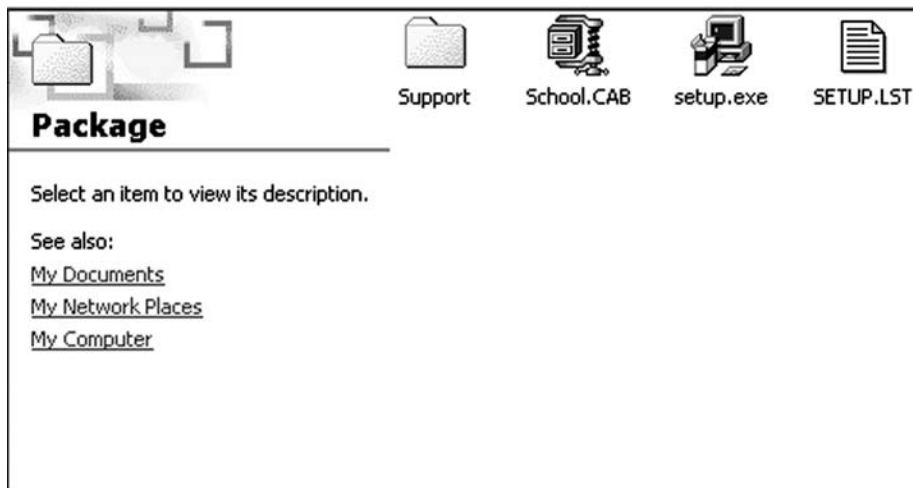 Support
School.CAB
setup.exe
SETUP.LST
Package
Select an item to view its description.
See also:
My Documents
My Network Places
My Computer